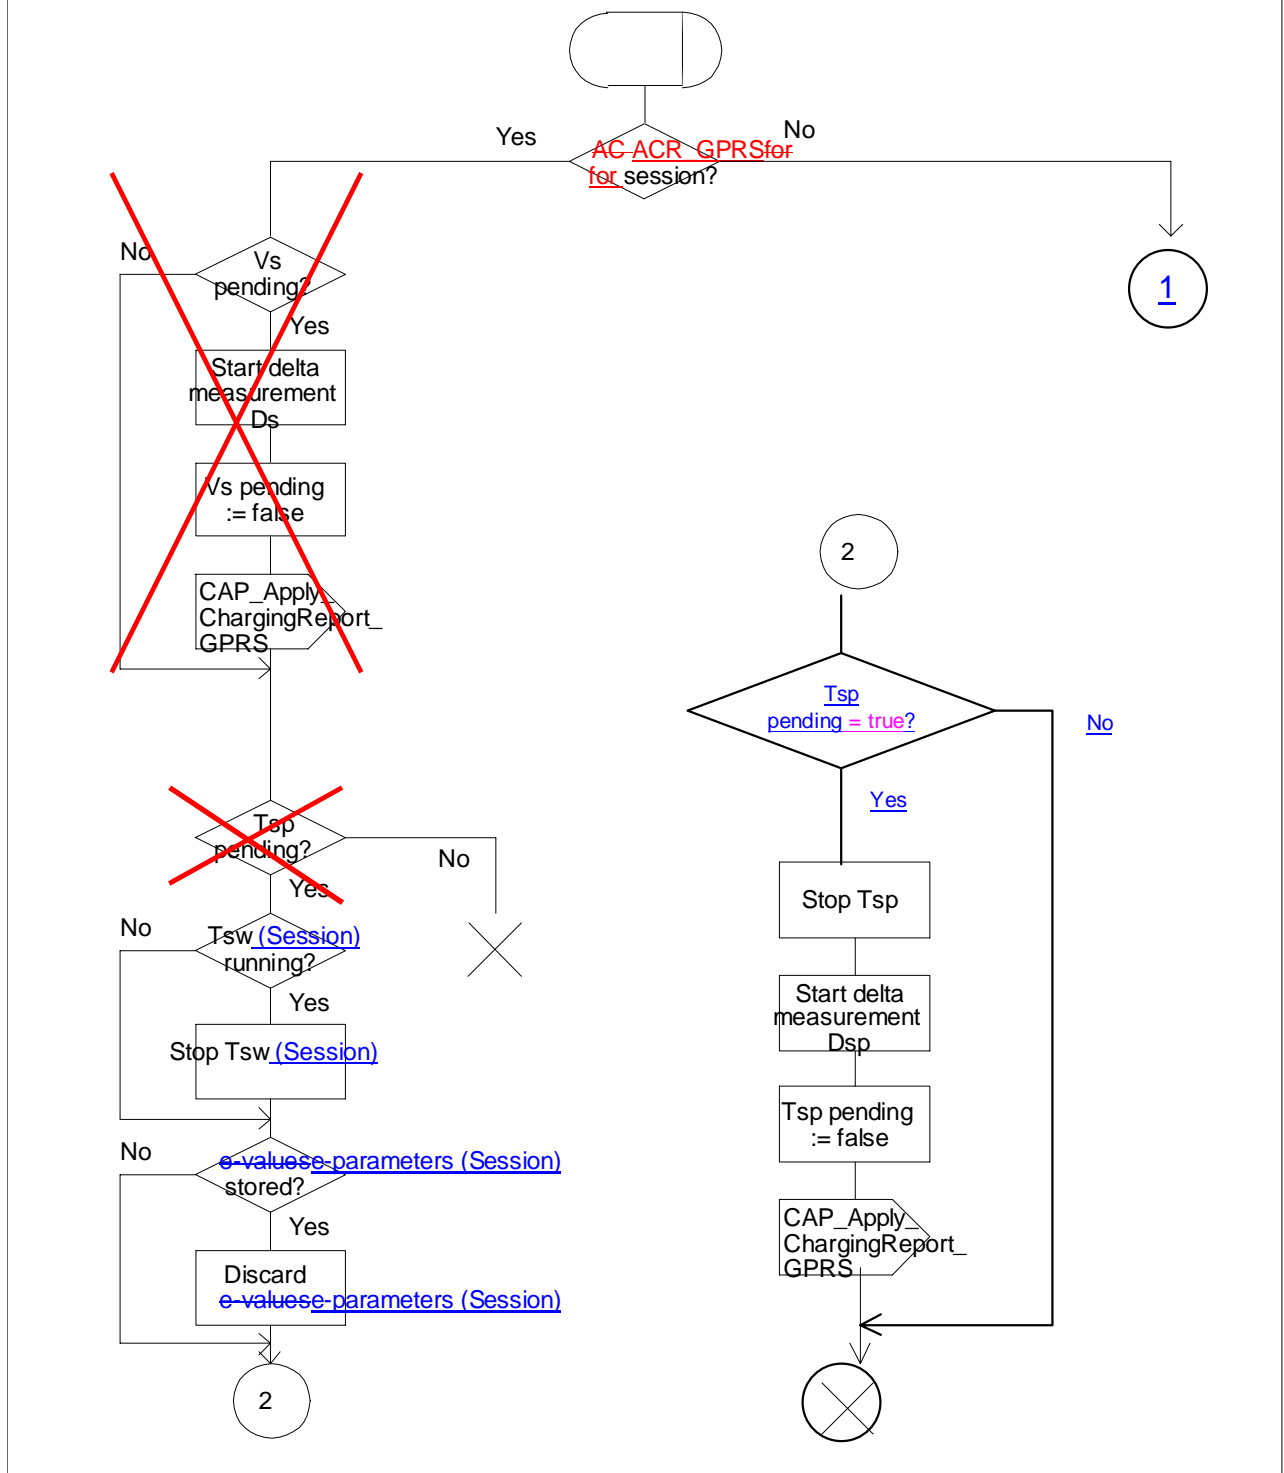 Yes
No
AC ACR_GPRSfor
for session?
No
Vs
pending?
1
Yes
Start delta
measurement
Ds
Vs pending
:= false
CAP_Apply_
ChargingReport_
GPRS
Tsp
pending?
No
Yes
No
Tsw (Session)
running?
Yes
Stop Tsw (Session)
No
e-valuese-parameters (Session)
stored?
Yes
Discard
e-valuese-parameters (Session)
2
2
Tsp
pending = true?
No
Yes
Stop Tsp
Start delta
measurement
Dsp
Tsp pending
:= false
CAP_Apply_
ChargingReport_
GPRS